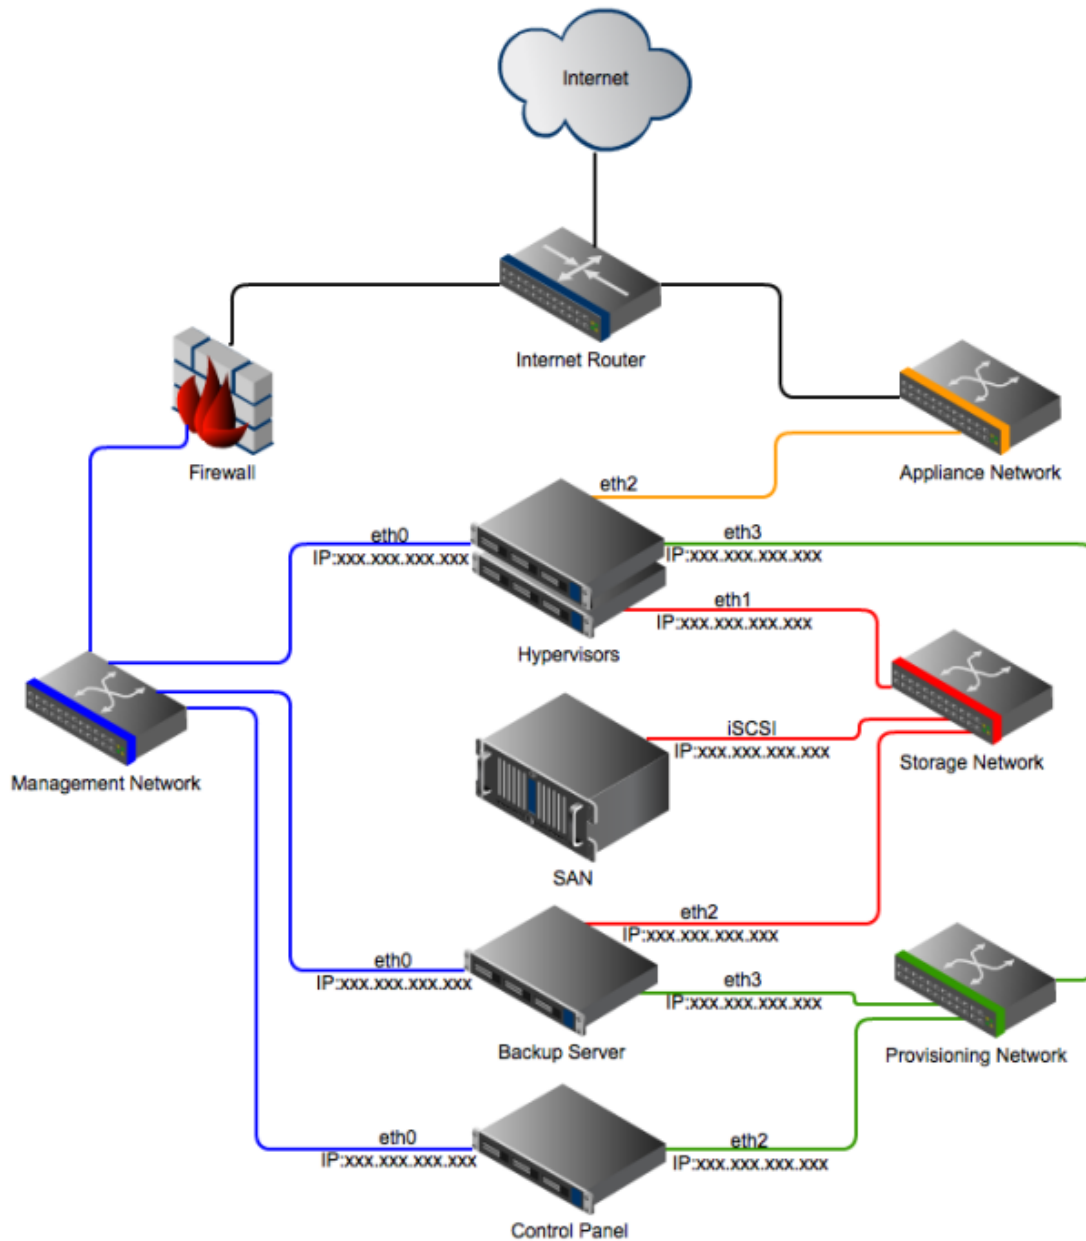 Internet
Internet Router
Firewall
Appliance Network
eth2
eth0
IP:xxx.xxx.xxx.xxx
eth3
IP:xxx.xxx.xxx.xxx
eth1
IP:xxx.xxx.xxx.xxx
Hypervisors
Management Network
iSCSI
IP:xxx.xxx.xxx.xxx
Storage Network
SAN
eth2
IP:xxx.xxx.xxx.xxx
eth0
IP:xxx.xxx.xxx.xxx
eth3
IP:xxx.xxx.xxx.xxx
Backup Server
Provisioning Network
eth0
IP:xxx.xxx.xxx.xxx
eth2
IP:xxx.xxx.xxx.xxx
Control Panel